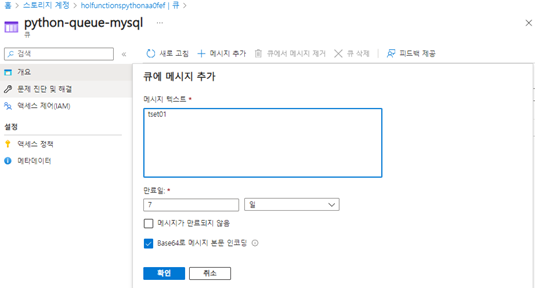 홈 > 스토리지 계정 > holfunctionspythonaa0fef | 큐 >
python-queue-mysql ...
큐
검색
개요
문제 진단 및 해결
액세스 제어(IAM)
설정
액세스 정책
메타데이터
새로 고침 메시지 추가 큐에서 메시지 제거 큐 삭제 피드백 제공
큐에 메시지 추가
메시지 텍스트 *
tset01
만료일: *
7 일
메시지가 만료되지 않음
Base64로 메시지 본문 인코딩
확인 취소